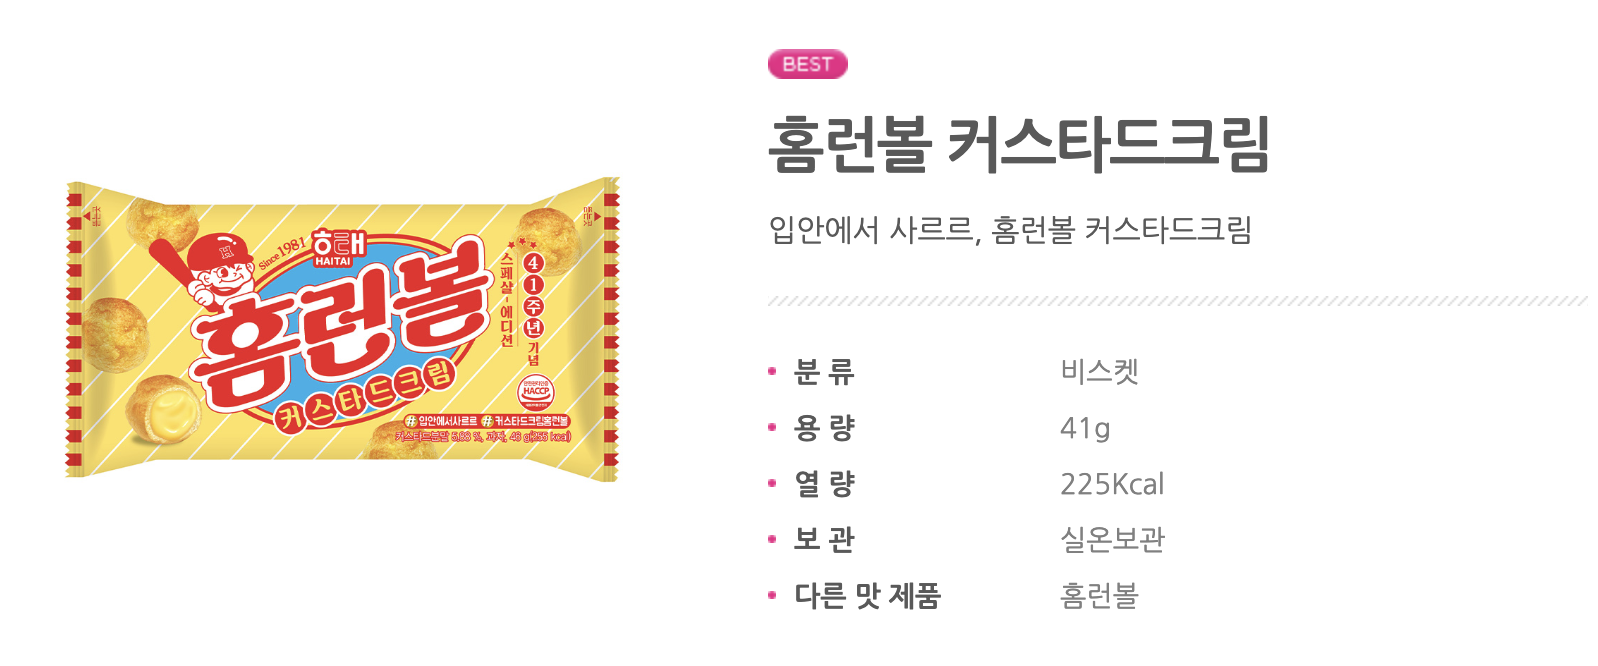 BEST
홈런볼 커스타드크림
입안에서 사르르, 홈런볼 커스타드크림
분 류 비스켓
용 량 41g
열 량 225Kcal
보 관 실온보관
다른 맛 제품 홈런볼
Since 1981
해태
HAITAI
H
홈런볼
커스타드크림
스페샬-에디션
41주년 기념
HACCP
#입안에서사르르 #커스타드크림홈런볼